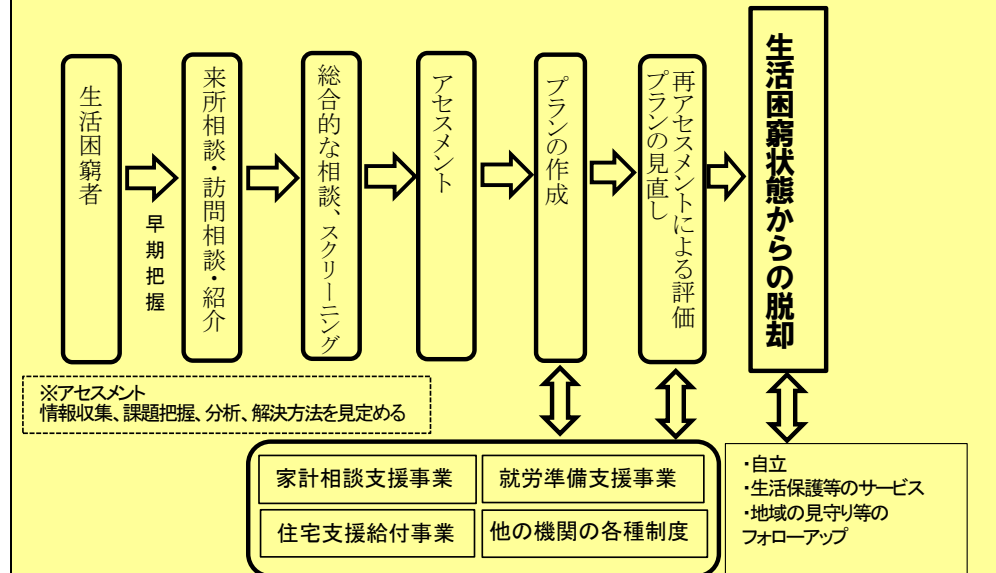 生活困窮者
早期把握
来所相談・訪問相談・紹介
総合的な相談、スクリーニング
アセスメント
プランの作成
再アセスメントによる評価
プランの見直し
生活困窮状態からの脱却
※アセスメント
情報収集、課題把握、分析、解決方法を見定める
家計相談支援事業
就労準備支援事業
住宅支援給付事業
他の機関の各種制度
・自立
・生活保護等のサービス
・地域の見守り等の
フォローアップ